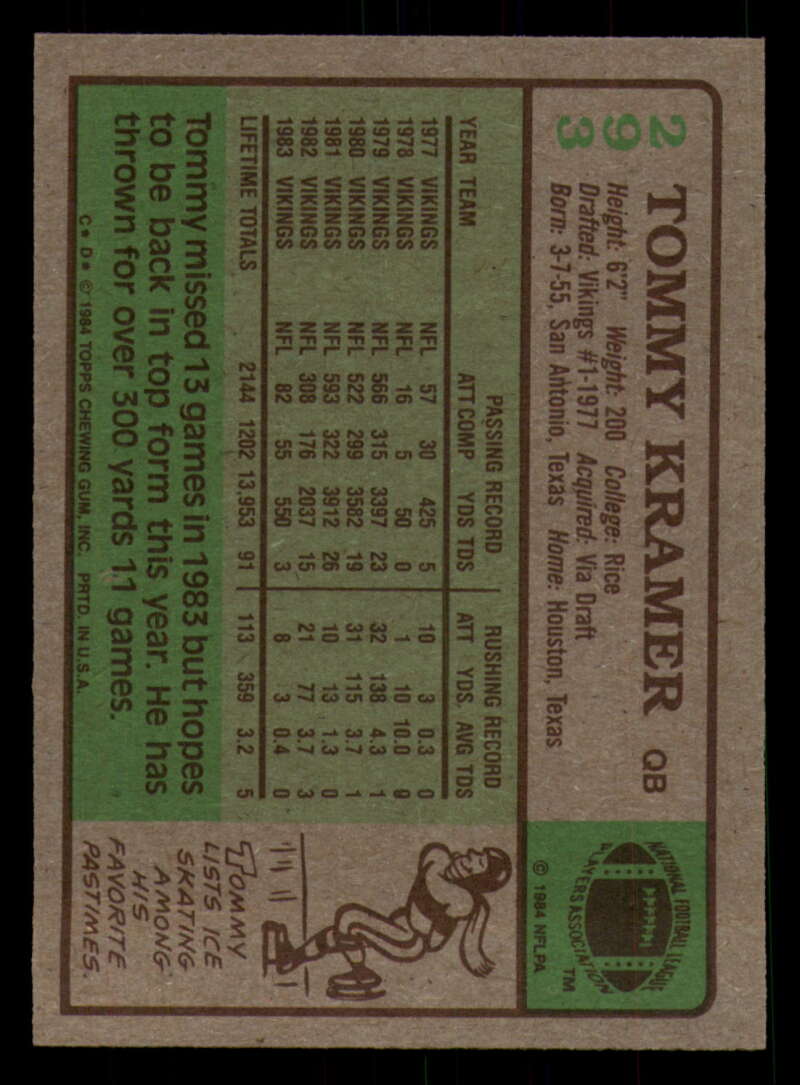 293
TOMMY KRAMER QB
Height: 6'2" Weight: 200 College: Rice
Drafted: Vikings #1-1977 Acquired: Via Draft
Born: 3-7-55, San Antonio, Texas Home: Houston, Texas
NATIONAL FOOTBALL LEAGUE
PLAYERS ASSOCIATION
TM
© 1984 NFLPA
PASSING RECORD RUSHING RECORD
YEAR TEAM ATT COMP YDS TDS ATT YDS AVG TDS
1977 VIKINGS NFL 57 30 425 5 10 3 0.3 0
1978 VIKINGS NFL 16 5 50 0 1 10 10.0 0
1979 VIKINGS NFL 566 315 3397 23 32 138 4.3 1
1980 VIKINGS NFL 522 299 3582 19 31 115 3.7 1
1981 VIKINGS NFL 593 322 3912 26 10 13 1.3 0
1982 VIKINGS NFL 308 176 2037 15 21 77 3.7 3
1983 VIKINGS NFL 82 55 550 3 8 3 0.4 0
LIFETIME TOTALS 2144 1202 13,953 91 113 359 3.2 5
Tommy missed 13 games in 1983 but hopes
to be back in top form this year. He has
thrown for over 300 yards 11 games.
C* D* © 1984 TOPPS CHEWING GUM, INC. PRTD. IN U.S.A.
TOMMY
LISTS ICE
SKATING
AMONG
HIS
FAVORITE
PASTIMES.